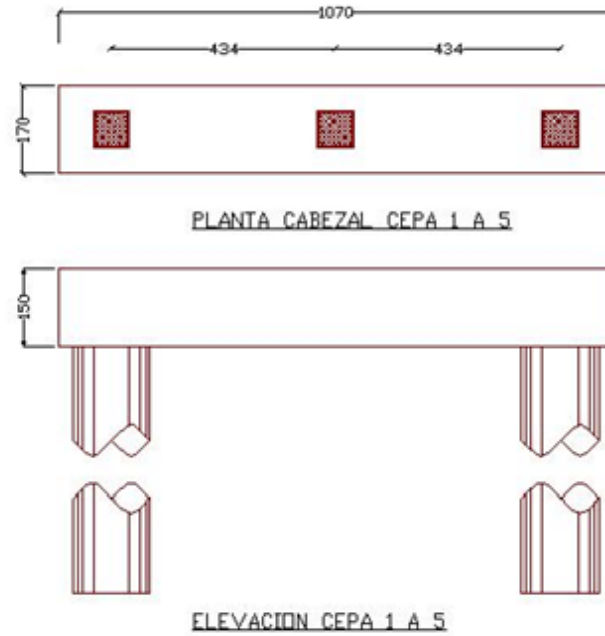 1070
434 434
170
PLANTA CABEZAL CEPA 1 A 5
150
ELEVACION CEPA 1 A 5